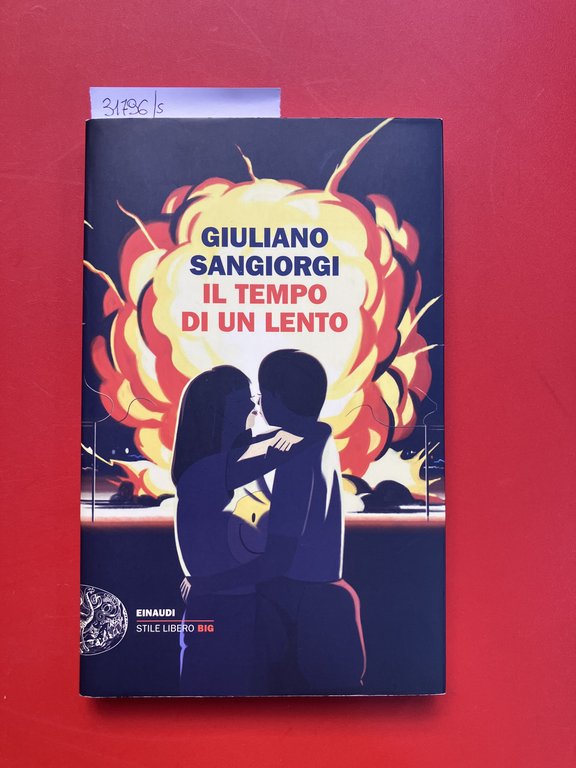 31796/s
GIULIANO
SANGIORGI
IL TEMPO
DI UN LENTO
EINAUDI
STILE LIBERO BIG